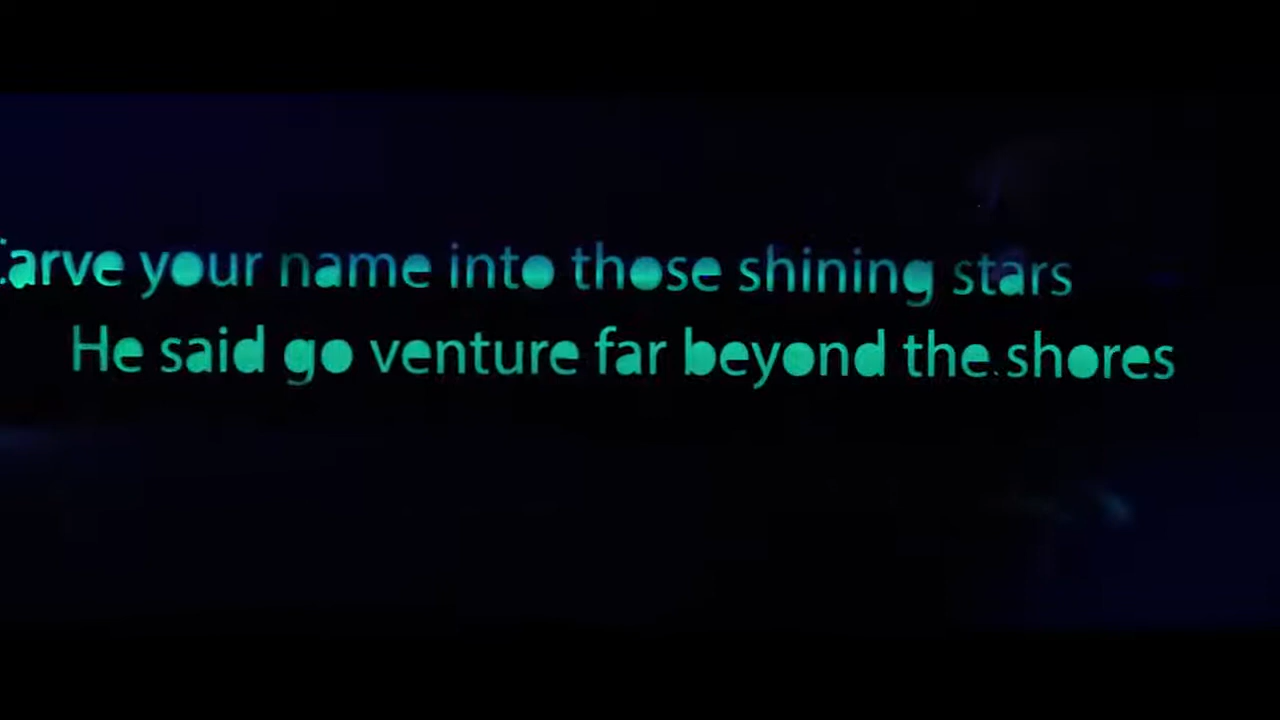 Carve your name into those shining stars
He said go venture far beyond the shores